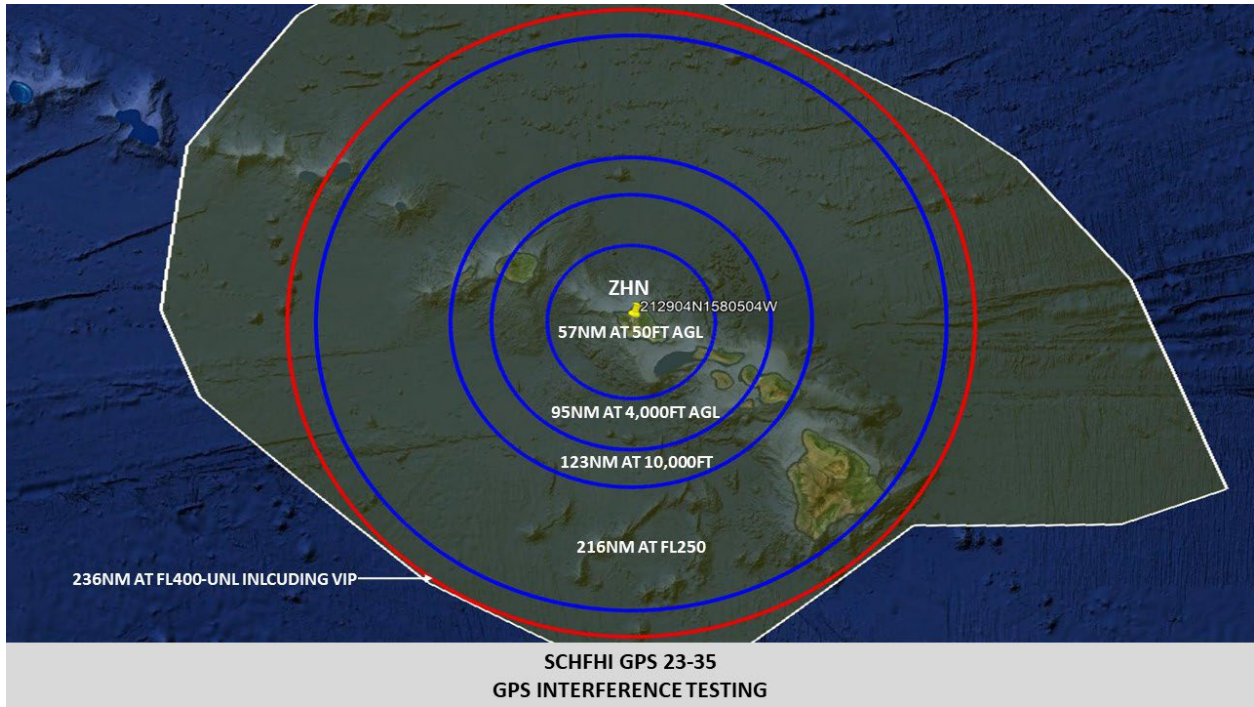 ZHN
212904N1580504W
57NM AT 50FT AGL
95NM AT 4,000FT AGL
123NM AT 10,000FT
216NM AT FL250
236NM AT FL400-UNL INLCUDING VIP
SCHFHI GPS 23-35
GPS INTERFERENCE TESTING